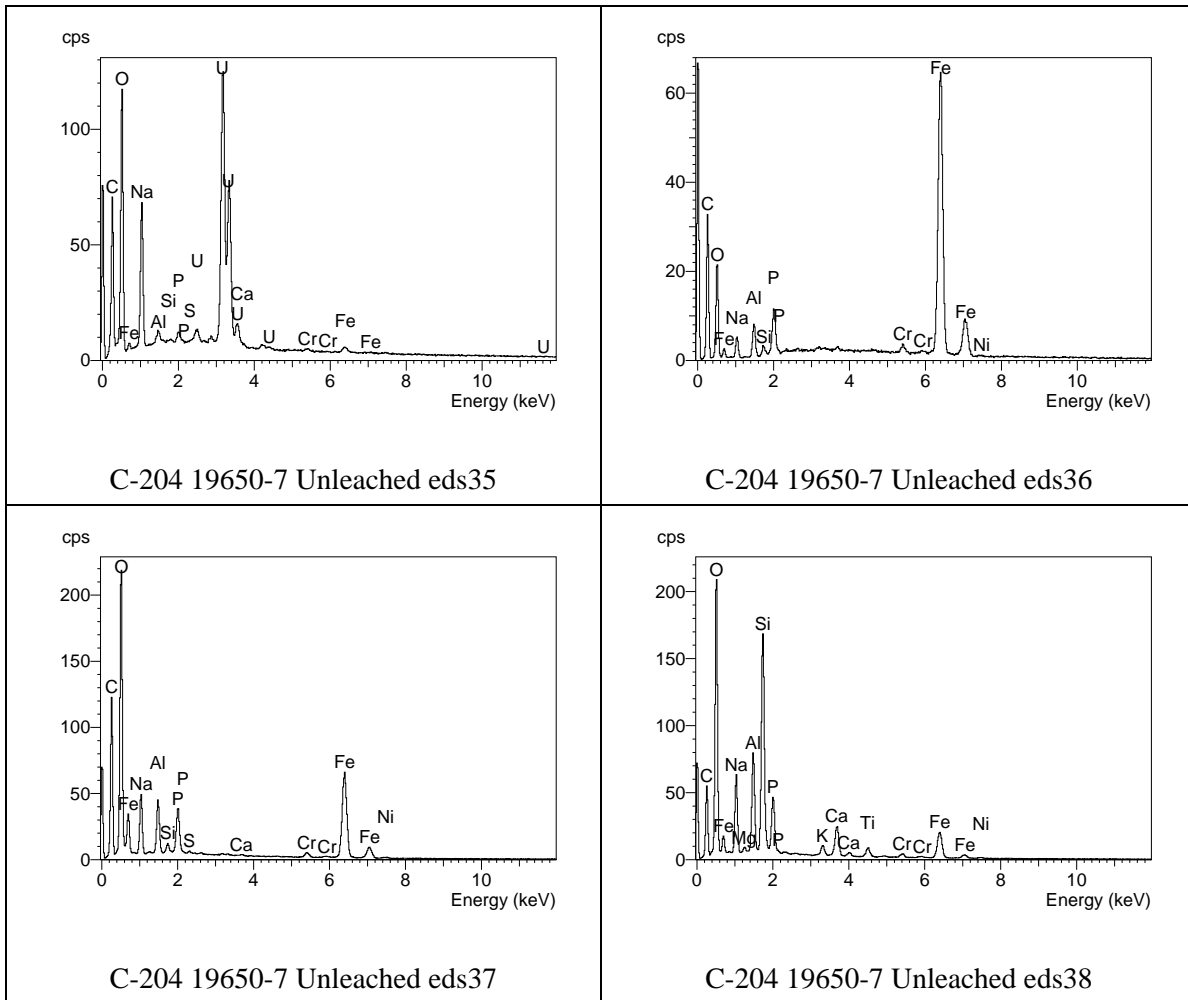 cps
U
O
100
C
Na
U
50
U
Ca
P
Si
S
Fe
Fe
Al
P
U
U
Cr
Cr
Fe
U
0
0
2
4
6
8
10
Energy (keV)
C-204 19650-7 Unleached eds35
cps
Fe
60
40
C
20
O
P
Al
Na
P
Fe
Fe
Si
Cr
Cr
Ni
0
0
2
4
6
8
10
Energy (keV)
C-204 19650-7 Unleached eds36
cps
O
200
150
C
100
Al
Fe
P
Na
50
P
Fe
Ni
Si
S
Ca
Cr
Cr
Fe
0
0
2
4
6
8
10
Energy (keV)
C-204 19650-7 Unleached eds37
cps
O
200
Si
150
100
Al
Na
C
P
50
Ca
Fe
Fe
Ti
Ni
Mg
P
K
Ca
Cr
Cr
Fe
0
0
2
4
6
8
10
Energy (keV)
C-204 19650-7 Unleached eds38